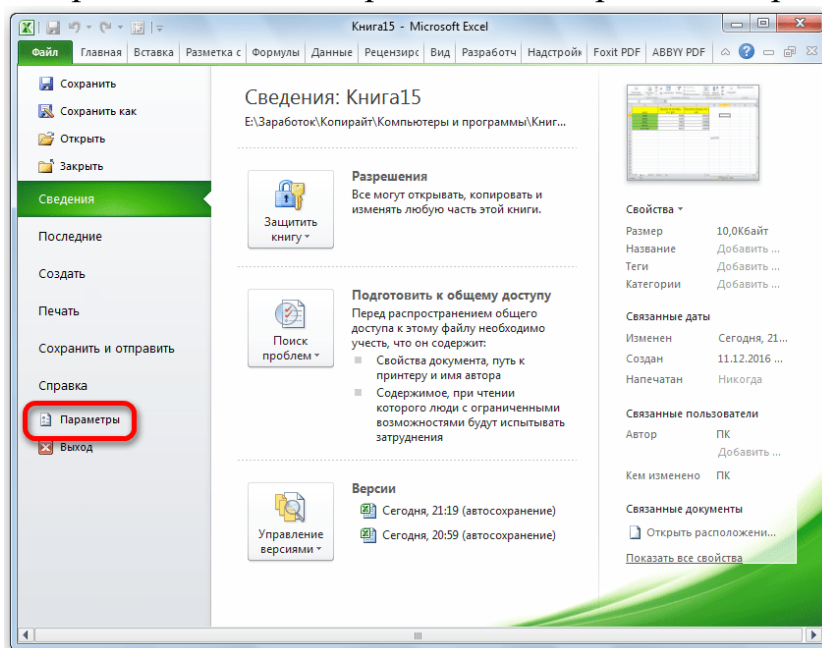 Книга15 - Microsoft Excel
Файл Главная Вставка Разметка с Формулы Данные Рецензирс Вид Разработч Надстройк Foxit PDF ABBYY PDF
Сохранить
Сохранить как
Открыть
Закрыть
Сведения
Последние
Создать
Печать
Сохранить и отправить
Справка
Параметры
Выход
Сведения: Книга15
E:\Заработок\Копирайт\Компьютеры и программы\Книг...
Защитить
книгу
Разрешения
Все могут открывать, копировать и
изменять любую часть этой книги.
Поиск
проблем
Подготовить к общему доступу
Перед распространением общего
доступа к этому файлу необходимо
учесть, что он содержит:
Свойства документа, путь к
принтеру и имя автора
Содержимое, при чтении
которого люди с ограниченными
возможностями будут испытывать
затруднения
Управление
версиями
Версии
Сегодня, 21:19 (автосохранение)
Сегодня, 20:59 (автосохранение)
Свойства
Размер 10,0Кбайт
Название Добавить ...
Теги Добавить ...
Категории Добавить ...
Связанные даты
Изменен Сегодня, 21...
Создан 11.12.2016 ...
Напечатан Никогда
Связанные пользователи
Автор ПК
Добавить ...
Кем изменено ПК
Связанные документы
Открыть расположени...
Показать все свойства